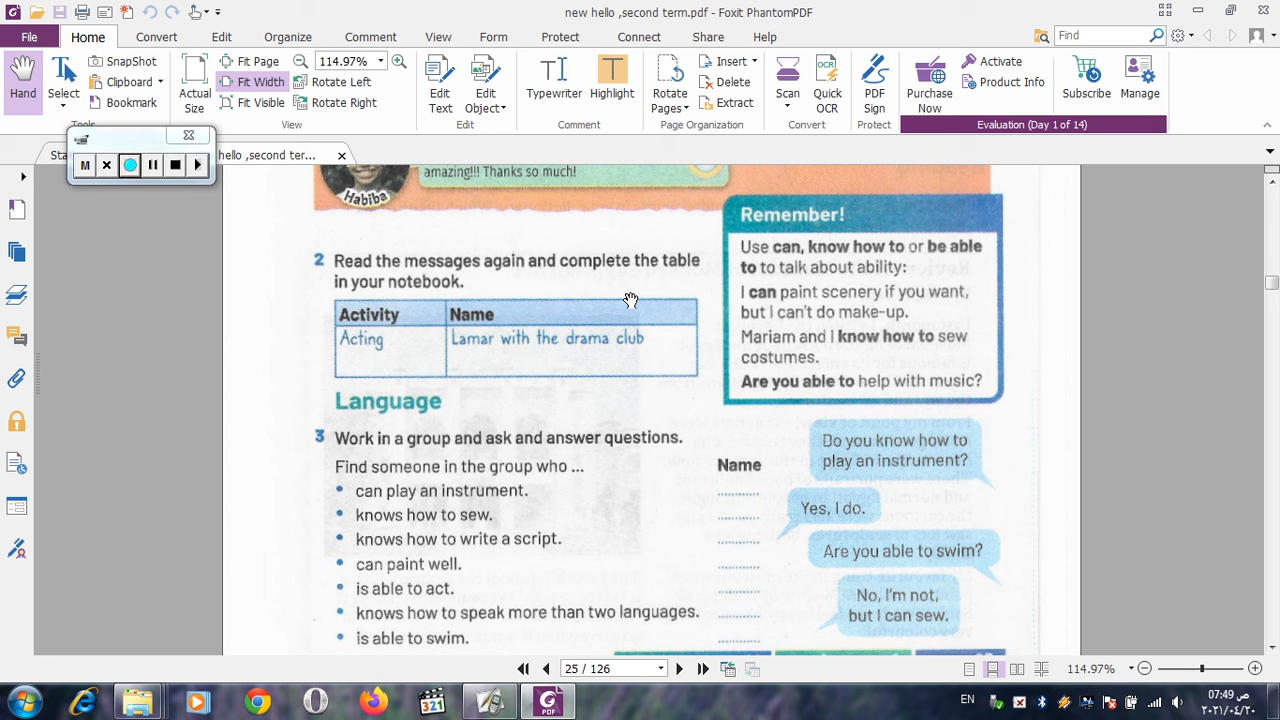 new hello ,second term.pdf - Foxit PhantomPDF
File Home Convert Edit Organize Comment View Form Protect Connect Share Help Find
Hand
Select
SnapShot
Clipboard
Bookmark
Tools
Actual Size
Fit Page
Fit Width
Fit Visible
114.97%
Rotate Left
Rotate Right
View
Edit Text
Edit Object
Edit
Typewriter
Highlight
Comment
Rotate Pages
Insert
Delete
Extract
Page Organization
Scan
Quick OCR
Convert
PDF Sign
Protect
Purchase Now
Activate
Product Info
Subscribe
Manage
Evaluation (Day 1 of 14)
M
Sta
hello ,second ter...
amazing!!! Thanks so much!
Habiba
2 Read the messages again and complete the table
in your notebook.
Activity Name
Acting Lamar with the drama club
Remember!
Use can, know how to or be able
to to talk about ability:
I can paint scenery if you want,
but I can't do make-up.
Mariam and I know how to sew
costumes.
Are you able to help with music?
Language
3 Work in a group and ask and answer questions.
Find someone in the group who ... Name
• can play an instrument. ............
• knows how to sew. ............
• knows how to write a script. ............
• can paint well. ............
• is able to act. ............
• knows how to speak more than two languages. ............
• is able to swim. ............
Do you know how to
play an instrument?
Yes, I do.
Are you able to swim?
No, I'm not,
but I can sew.
25 / 126
114.97%
321
PDF
EN
07:49 ص
٢٠٢١/٠٤/٢٠